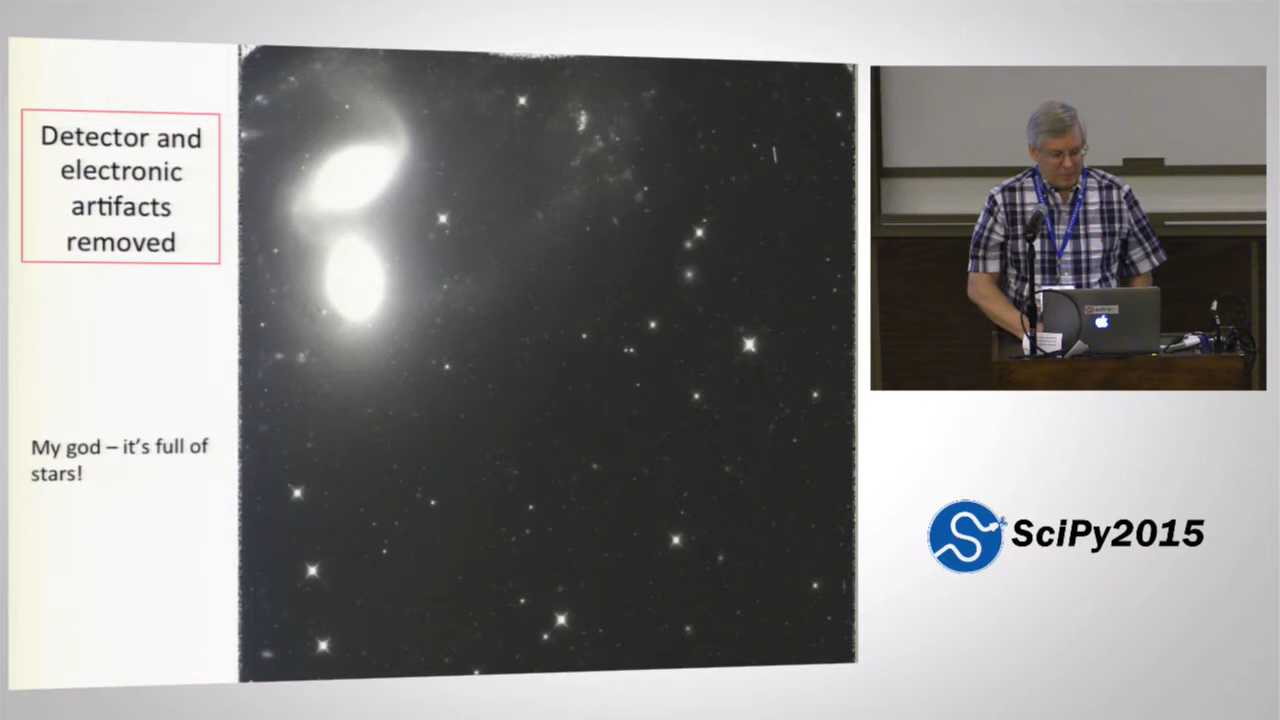 Detector and
electronic
artifacts
removed
My god – it's full of
stars!
SciPy2015